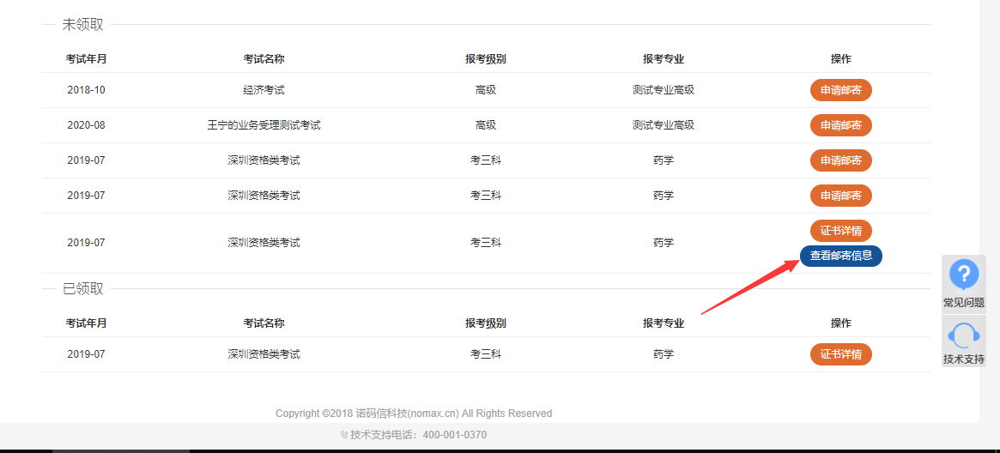 未领取
考试年月 考试名称 报考级别 报考专业 操作
2018-10 经济考试 高级 测试专业高级 申请邮寄
2020-08 王宁的业务受理测试考试 高级 测试专业高级 申请邮寄
2019-07 深圳资格类考试 考三科 药学 申请邮寄
2019-07 深圳资格类考试 考三科 药学 申请邮寄
2019-07 深圳资格类考试 考三科 药学 证书详情
查看邮寄信息
已领取
常见问题
考试年月 考试名称 报考级别 报考专业 操作
2019-07 深圳资格类考试 考三科 药学 证书详情
技术支持
Copyright ©2018 诺码信科技(nomax.cn) All Rights Reserved
技术支持电话：400-001-0370